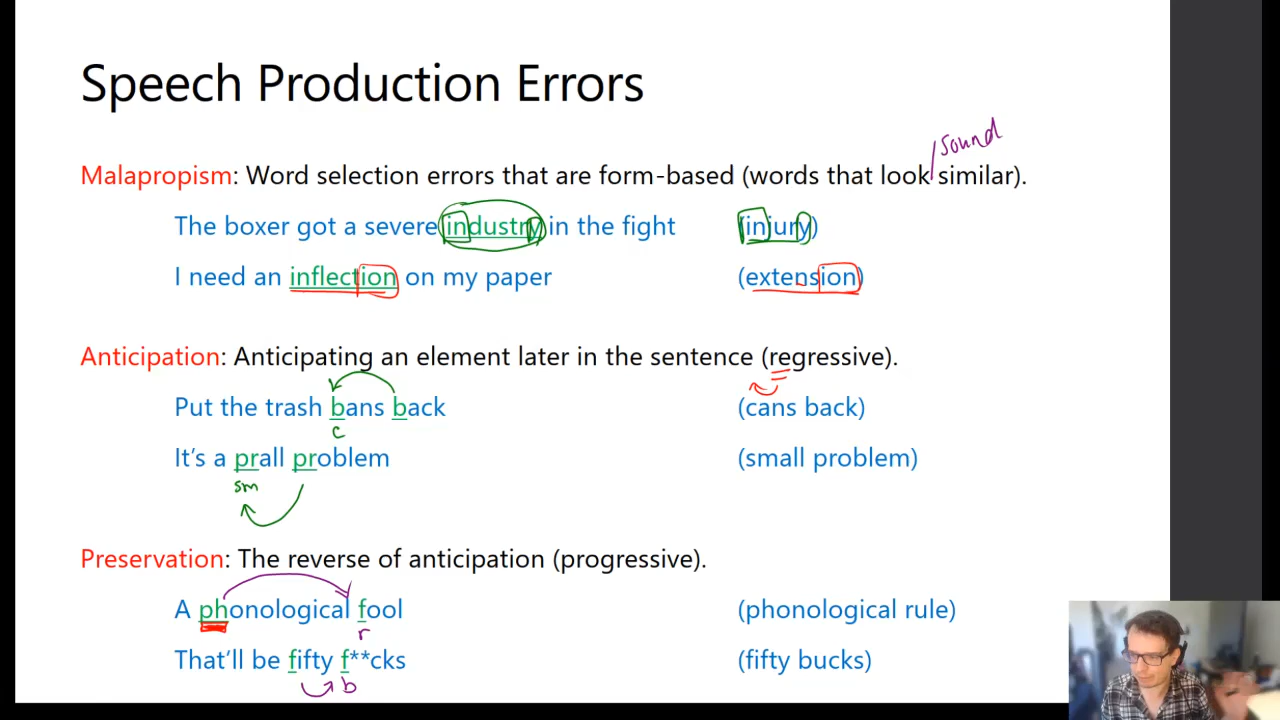 Speech Production Errors
sound
Malapropism: Word selection errors that are form-based (words that look/similar).
The boxer got a severe industry in the fight (injury)
I need an inflection on my paper (extension)
Anticipation: Anticipating an element later in the sentence (regressive).
Put the trash bans back (cans back)
c
It's a prall problem (small problem)
sm
Preservation: The reverse of anticipation (progressive).
A phonological fool (phonological rule)
r
That'll be fifty f**cks (fifty bucks)
b